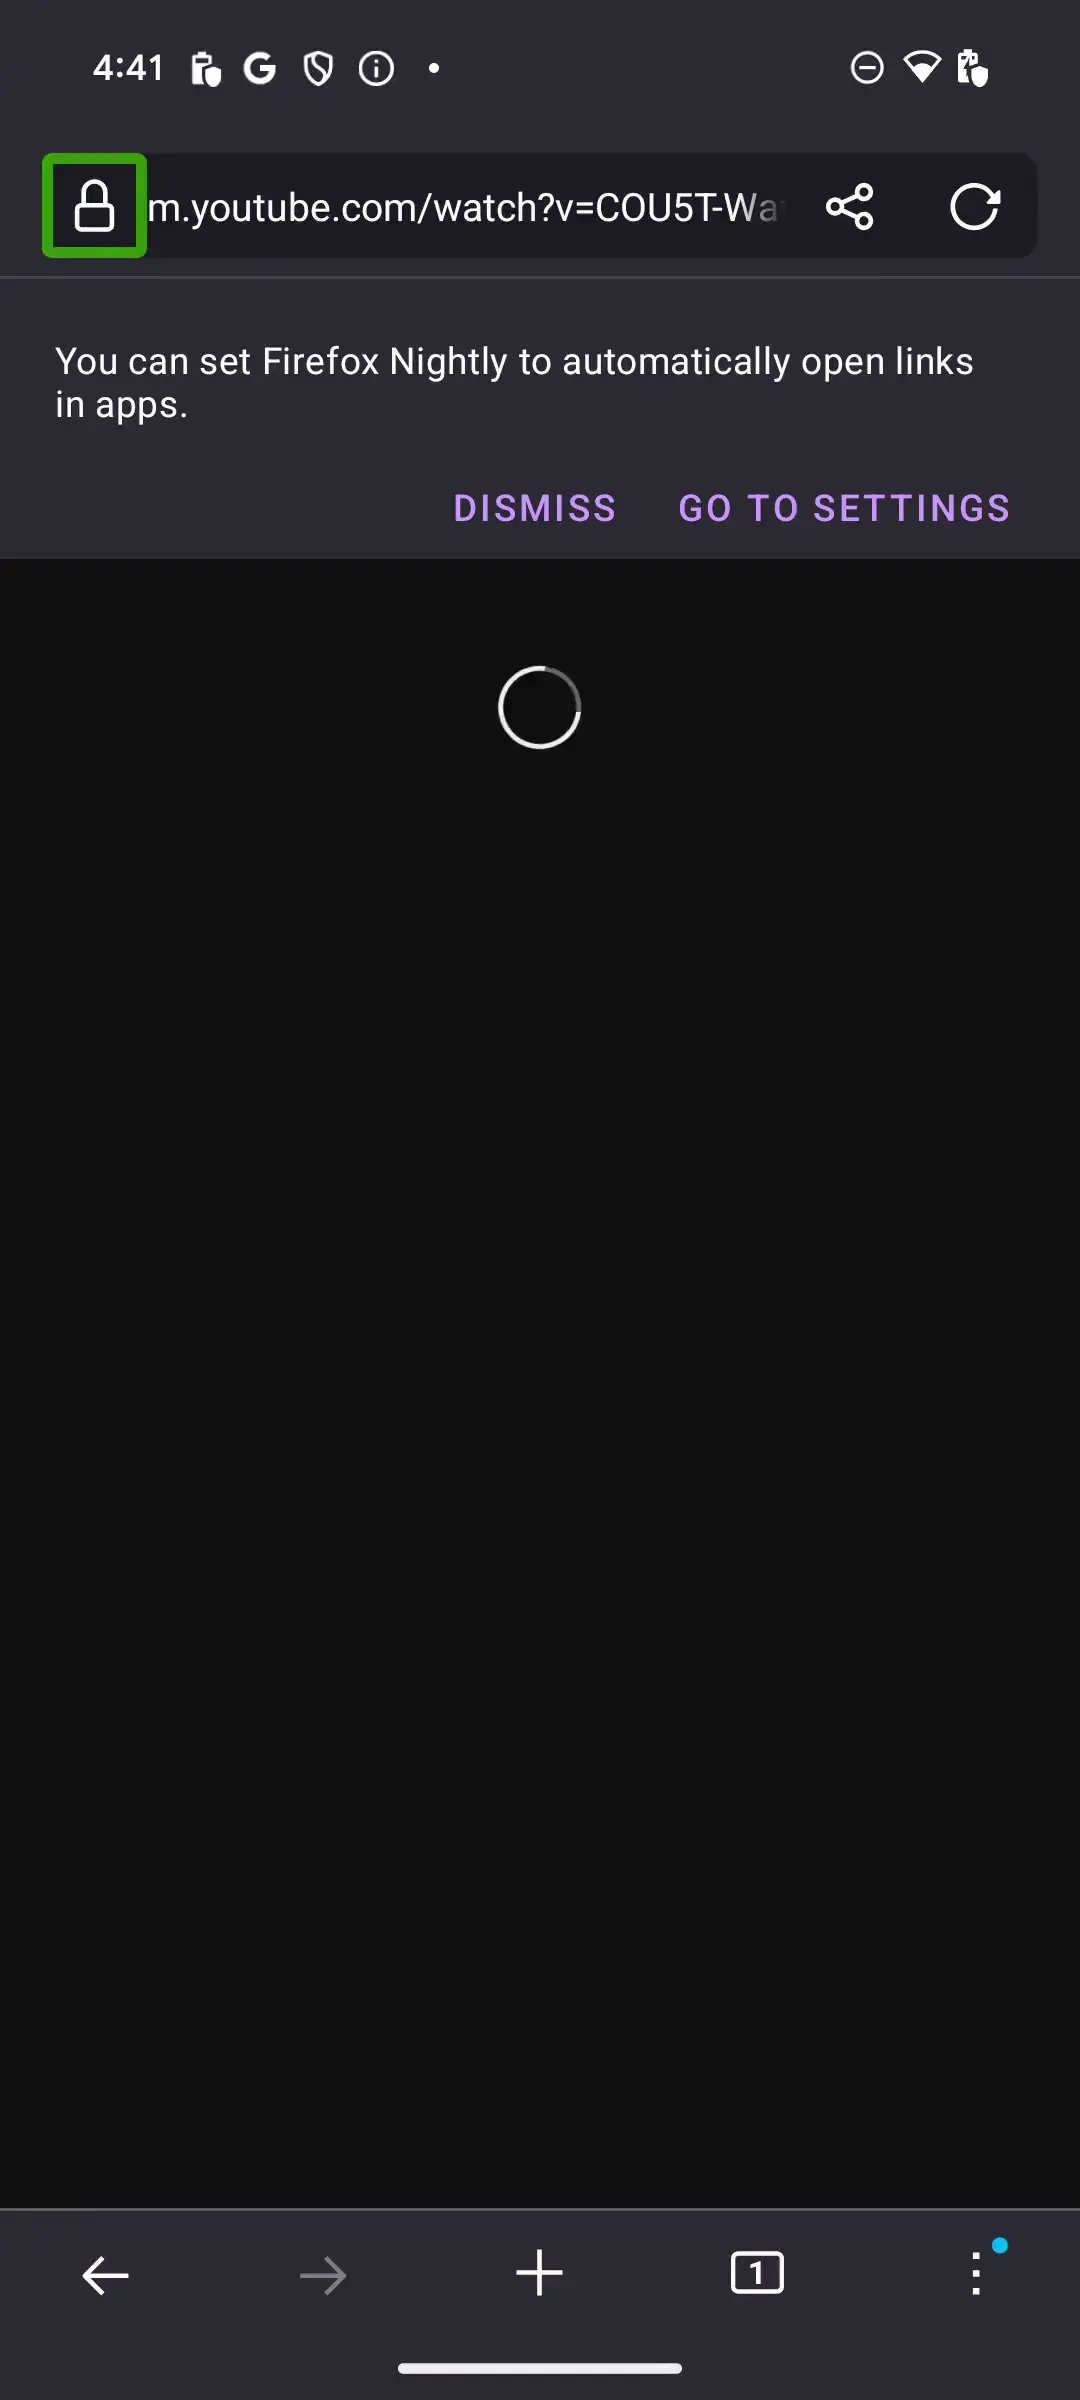 4:41
m.youtube.com/watch?v=COU5T-Wa
You can set Firefox Nightly to automatically open links
in apps.
DISMISS GO TO SETTINGS
1